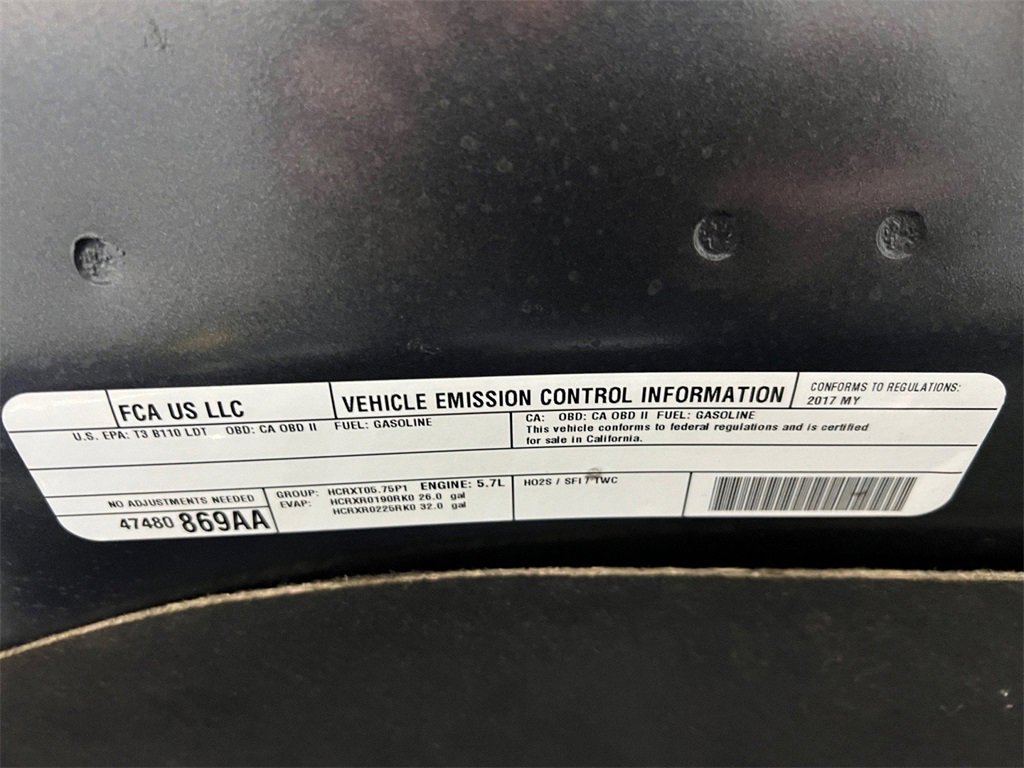 FCA US LLC
VEHICLE EMISSION CONTROL INFORMATION
CONFORMS TO REGULATIONS:
2017 MY
U.S. EPA: T3 B110 LDT OBD: CA OBD II FUEL: GASOLINE
CA: OBD: CA OBD II FUEL: GASOLINE
This vehicle conforms to federal regulations and is certified
for sale in California.
NO ADJUSTMENTS NEEDED
47480 869AA
GROUP: HCRXT05.75P1 ENGINE: 5.7L
EVAP: HCRXR0190RK0 26.0 gal
HCRXR0225RK0 32.0 gal
HO2S / SFI / TWC